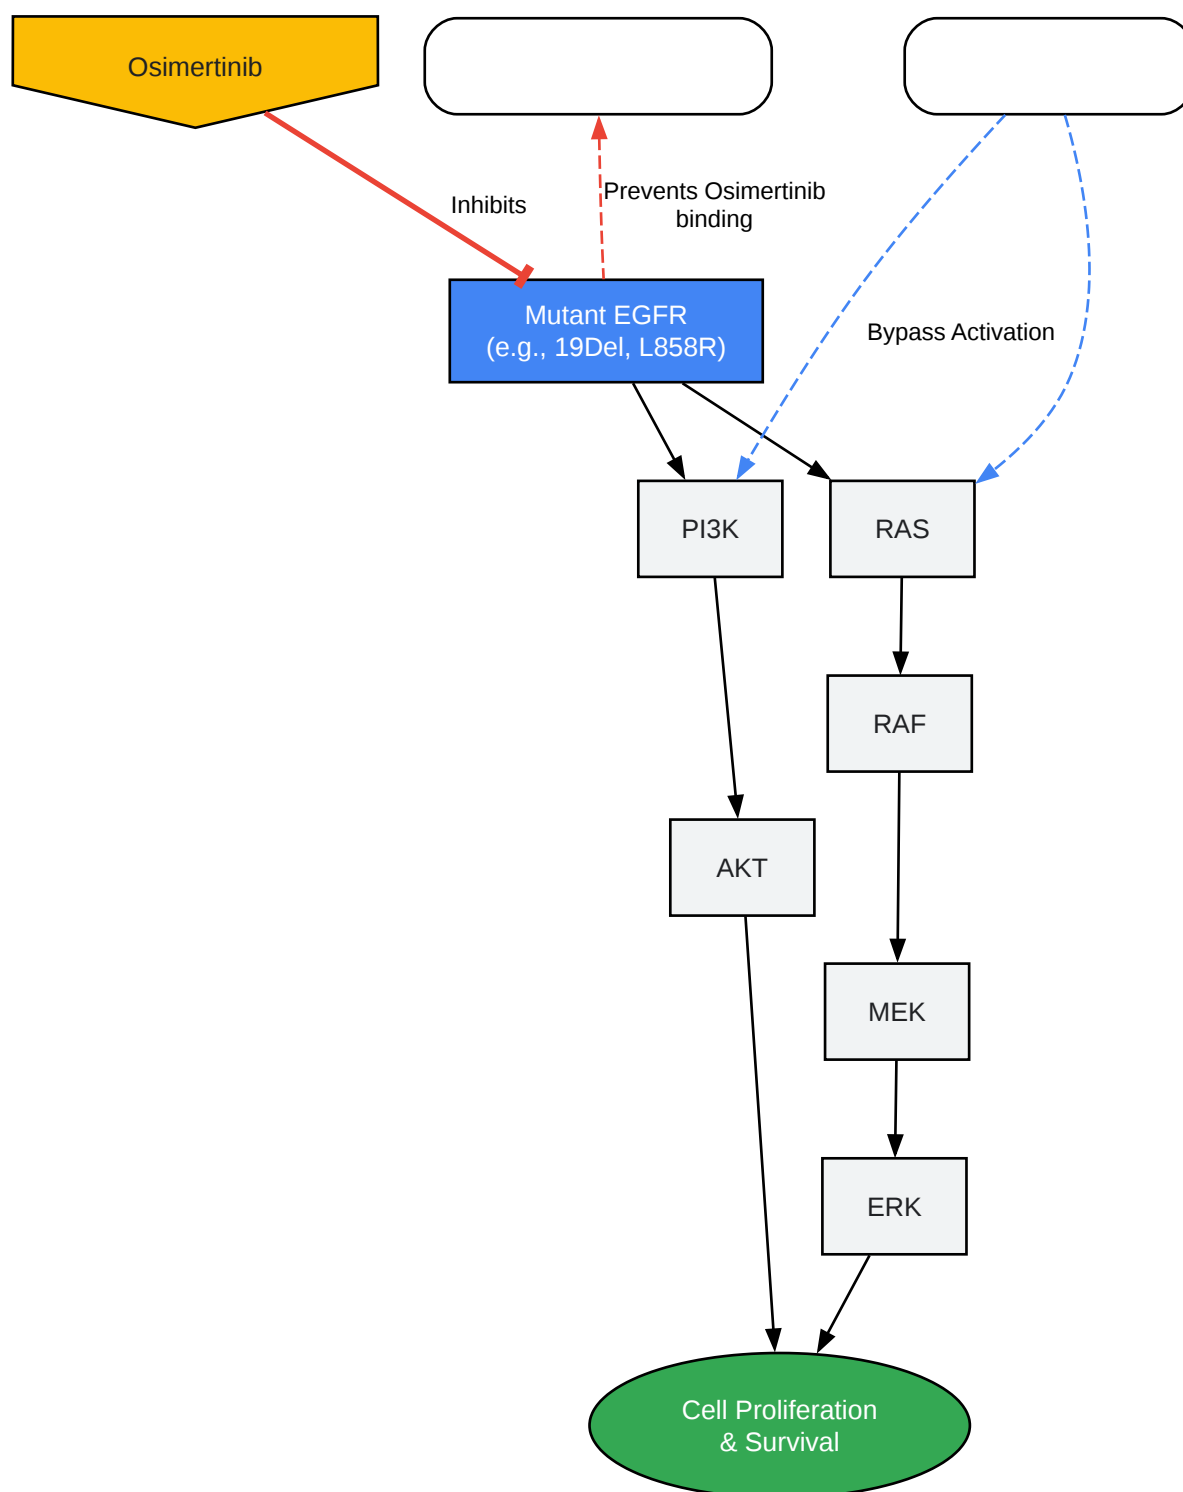 Osimertinib
Inhibits
Prevents Osimertinib
binding
Mutant EGFR
(e.g., 19Del, L858R)
Bypass Activation
PI3K
RAS
RAF
AKT
MEK
ERK
Cell Proliferation
& Survival